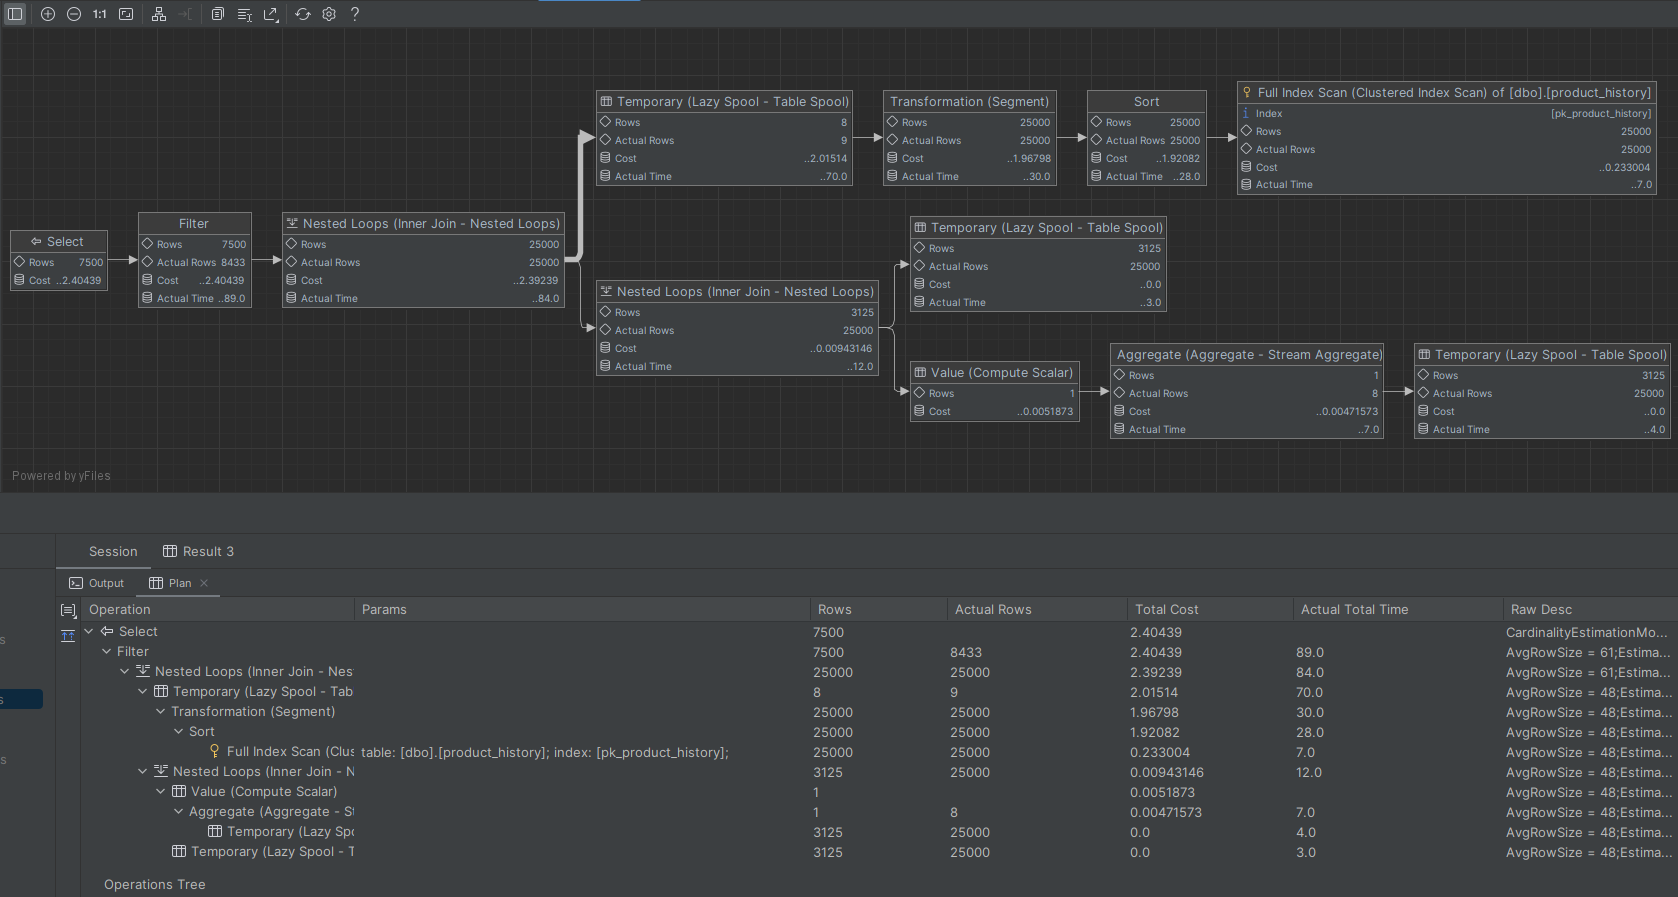 1:1
?
Select
Rows 7500
Cost ..2.40439
Filter
Rows 7500
Actual Rows 8433
Cost ..2.40439
Actual Time ..89.0
Nested Loops (Inner Join - Nested Loops)
Rows 25000
Actual Rows 25000
Cost ..2.39239
Actual Time ..84.0
Temporary (Lazy Spool - Table Spool)
Rows 8
Actual Rows 9
Cost ..2.01514
Actual Time ..70.0
Transformation (Segment)
Rows 25000
Actual Rows 25000
Cost ..1.96798
Actual Time ..30.0
Sort
Rows 25000
Actual Rows 25000
Cost ..1.92082
Actual Time ..28.0
Full Index Scan (Clustered Index Scan) of [dbo].[product_history]
Index [pk_product_history]
Rows 25000
Actual Rows 25000
Cost ..0.233004
Actual Time ..7.0
Nested Loops (Inner Join - Nested Loops)
Rows 3125
Actual Rows 25000
Cost ..0.00943146
Actual Time ..12.0
Temporary (Lazy Spool - Table Spool)
Rows 3125
Actual Rows 25000
Cost ..0.0
Actual Time ..3.0
Value (Compute Scalar)
Rows 1
Cost ..0.0051873
Aggregate (Aggregate - Stream Aggregate)
Rows 1
Actual Rows 8
Cost ..0.00471573
Actual Time ..7.0
Temporary (Lazy Spool - Table Spool)
Rows 3125
Actual Rows 25000
Cost ..0.0
Actual Time ..4.0
Powered by yFiles
Session Result 3
Output Plan
Operation Params Rows Actual Rows Total Cost Actual Total Time Raw Desc
Select 7500 2.40439 CardinalityEstimationMo...
Filter 7500 8433 2.40439 89.0 AvgRowSize = 61;Estima...
Nested Loops (Inner Join - Nes 25000 25000 2.39239 84.0 AvgRowSize = 61;Estima...
Temporary (Lazy Spool - Tab 8 9 2.01514 70.0 AvgRowSize = 48;Estima...
Transformation (Segment) 25000 25000 1.96798 30.0 AvgRowSize = 48;Estima...
Sort 25000 25000 1.92082 28.0 AvgRowSize = 48;Estima...
Full Index Scan (Clus table: [dbo].[product_history]; index: [pk_product_history]; 25000 25000 0.233004 7.0 AvgRowSize = 48;Estima...
Nested Loops (Inner Join - N 3125 25000 0.00943146 12.0 AvgRowSize = 48;Estima...
Value (Compute Scalar) 1 0.0051873 AvgRowSize = 48;Estima...
Aggregate (Aggregate - St 1 8 0.00471573 7.0 AvgRowSize = 48;Estima...
Temporary (Lazy Spo 3125 25000 0.0 4.0 AvgRowSize = 48;Estima...
Temporary (Lazy Spool - T 3125 25000 0.0 3.0 AvgRowSize = 48;Estima...
Operations Tree